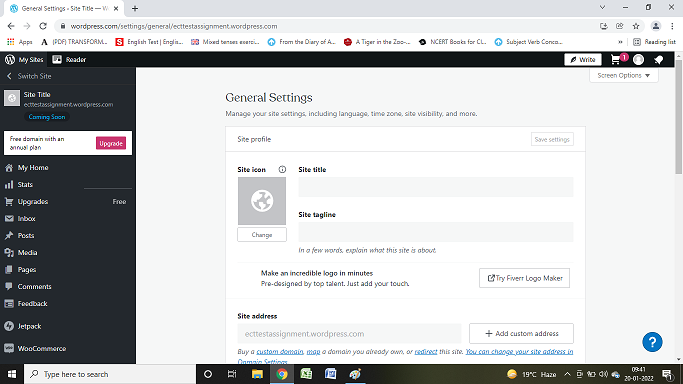 General Settings ‹ Site Title — W
wordpress.com/settings/general/ecttestassignment.wordpress.com
Apps
(PDF) TRANSFORM...
English Test | Englis...
Mixed tenses exerci...
From the Diary of A...
A Tiger in the Zoo-...
NCERT Books for Cl...
Subject Verb Conco...
»
Reading list
My Sites
Reader
Write
1
Switch Site
Screen Options
Site Title
ecttestassignment.wordpress.com
Coming Soon
Free domain with an
annual plan
Upgrade
My Home
Stats
Upgrades
Free
Inbox
Posts
Media
Pages
Comments
Feedback
Jetpack
WooCommerce
General Settings
Manage your site settings, including language, time zone, site visibility, and more.
Site profile
Save settings
Site icon
Site title
Change
Site tagline
In a few words, explain what this site is about.
Make an incredible logo in minutes
Pre-designed by top talent. Just add your touch.
Try Fiverr Logo Maker
Site address
ecttestassignment.wordpress.com
+ Add custom address
Buy a custom domain, map a domain you already own, or redirect this site. You can change your site address in
Domain Settings
?
Type here to search
19°C Haze
09:41
20-01-2022